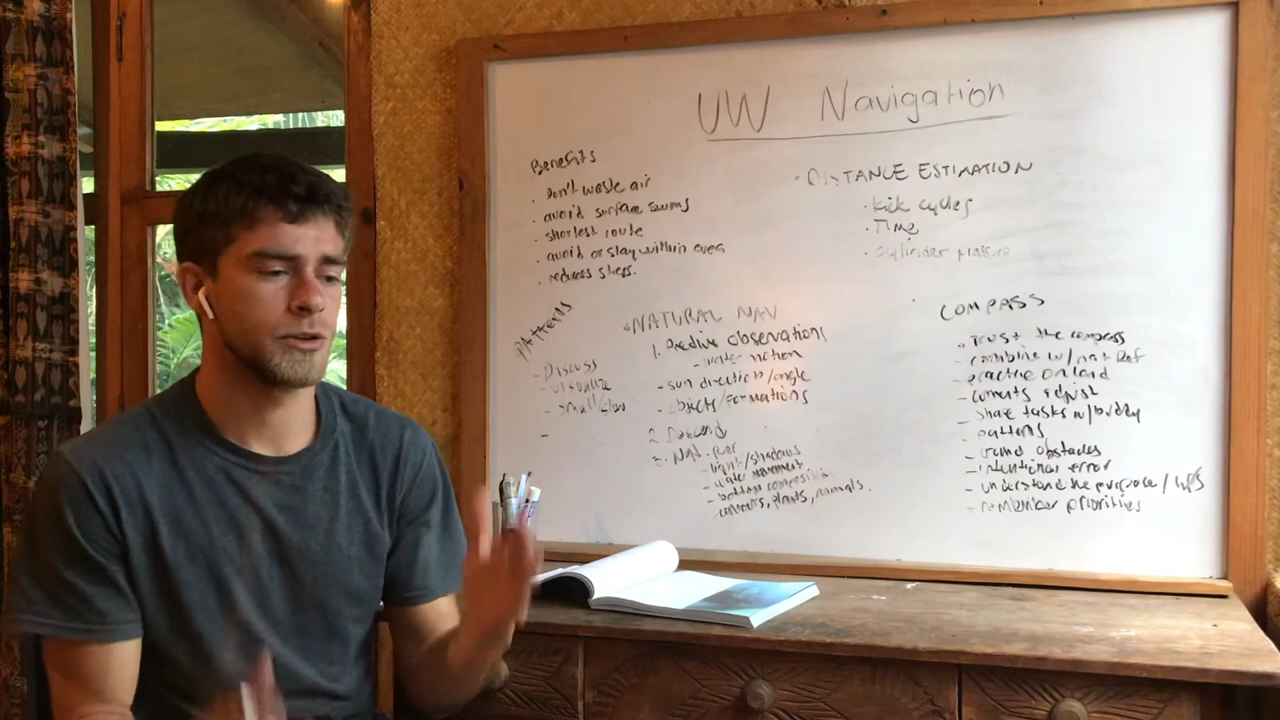 UW Navigation
Benefits
· Don't waste air
· avoid surface swims
· shortest route
· avoid or stay within area
· reduces stress.
· DISTANCE ESTIMATION
· Kick cycles
· Time
· cylinder pressure
PATTERNS
- Discuss
- visualize
- small/slow
-
· NATURAL NAV
1. Predive observations
- water motion
- sun direction/angle
- objects/formations
2. Descend
3. Nat.
- light/shadows
- water movement
- bottom composition
- contours, plants, animals.
COMPASS
- Trust the compass
- combine w/ nat Ref
- practice on land
- currents adjust
- share tasks w/buddy
- patterns
- round obstacles
- intentional error
- understand the purpose /
- remember priorities